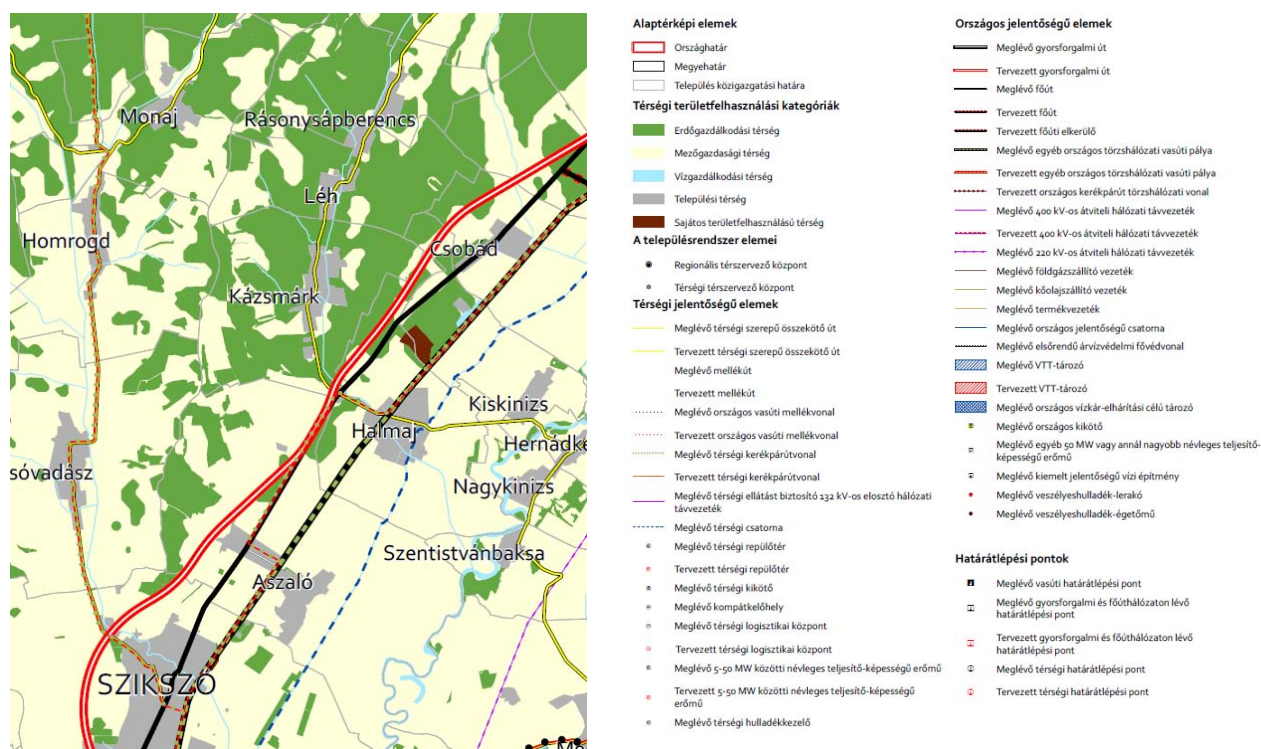 Monaj
Rásonysápberencs
Léh
Homrogd
Csobád
Kázsmárk
Halmaj
Kiskinizs
Hernádke
sóvadász
Nagykinizs
Szentistvánbaksa
Aszaló
SZIKSZÓ
Me
Alaptérképi elemek
Országhatár
Megyehatár
Település közigazgatási határa
Térségi területfelhasználási kategóriák
Erdőgazdálkodási térség
Mezőgazdasági térség
Vízgazdálkodási térség
Települési térség
Sajátos területfelhasználású térség
A településrendszer elemei
Regionális térszervező központ
Térségi térszervező központ
Térségi jelentőségű elemek
Meglévő térségi szerepű összekötő út
Tervezett térségi szerepű összekötő út
Meglévő mellékút
Tervezett mellékút
Meglévő országos vasúti mellékvonal
Tervezett országos vasúti mellékvonal
Meglévő térségi kerékpárútvonal
Tervezett térségi kerékpárútvonal
Meglévő térségi ellátást biztosító 132 kV-os elosztó hálózati
távvezeték
Meglévő térségi csatorna
Meglévő térségi repülőtér
Tervezett térségi repülőtér
Meglévő térségi kikötő
Meglévő kompátkelőhely
Meglévő térségi logisztikai központ
Tervezett térségi logisztikai központ
Meglévő 5-50 MW közötti névleges teljesítő-képességű erőmű
Tervezett 5-50 MW közötti névleges teljesítő-képességű
erőmű
Meglévő térségi hulladékkezelő
Országos jelentőségű elemek
Meglévő gyorsforgalmi út
Tervezett gyorsforgalmi út
Meglévő főút
Tervezett főút
Tervezett főúti elkerülő
Meglévő egyéb országos törzshálózati vasúti pálya
Tervezett egyéb országos törzshálózati vasúti pálya
Tervezett országos kerékpárút törzshálózati vonal
Meglévő 400 kV-os átviteli hálózati távvezeték
Tervezett 400 kV-os átviteli hálózati távvezeték
Meglévő 220 kV-os átviteli hálózati távvezeték
Meglévő földgázszállító vezeték
Meglévő kőolajszállító vezeték
Meglévő termékvezeték
Meglévő országos jelentőségű csatorna
Meglévő elsőrendű árvízvédelmi fővédvonal
Meglévő VTT-tározó
Tervezett VTT-tározó
Meglévő országos vízkár-elhárítási célú tározó
Meglévő országos kikötő
Meglévő egyéb 50 MW vagy annál nagyobb névleges teljesítő-
képességű erőmű
Meglévő kiemelt jelentőségű vízi építmény
Meglévő veszélyeshulladék-lerakó
Meglévő veszélyeshulladék-égetőmű
Határátlépési pontok
Meglévő vasúti határátlépési pont
Meglévő gyorsforgalmi és főúthálózaton lévő
határátlépési pont
Tervezett gyorsforgalmi és főúthálózaton lévő
határátlépési pont
Meglévő térségi határátlépési pont
Tervezett térségi határátlépési pont